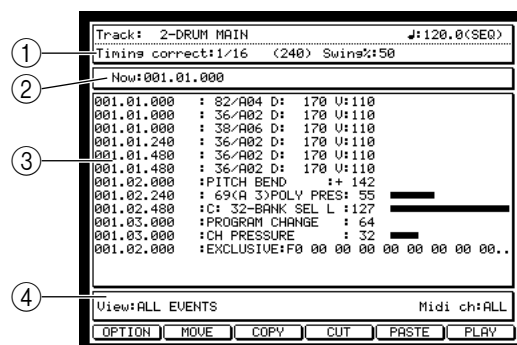 Track: 2-DRUM MAIN ♩:120.0(SEQ)
① Timing correct:1/16 (240) Swing%:50
② Now:001.01.000
001.01.000 : 82/A04 D: 170 V:110
001.01.000 : 36/A02 D: 170 V:110
001.01.000 : 38/A06 D: 170 V:110
001.01.240 : 36/A02 D: 170 V:110
001.01.480 : 36/A02 D: 170 V:110
③ 001.01.480 : 36/A02 D: 170 V:110
001.02.000 :PITCH BEND :+ 142
001.02.240 : 69(A 3)POLY PRES: 55
001.02.480 :C: 32-BANK SEL L :127
001.03.000 :PROGRAM CHANGE : 64
001.03.000 :CH PRESSURE : 32
001.02.000 :EXCLUSIVE:F0 00 00 00 00 00 00 00..
④ View:ALL EVENTS Midi ch:ALL
OPTION MOVE COPY CUT PASTE PLAY